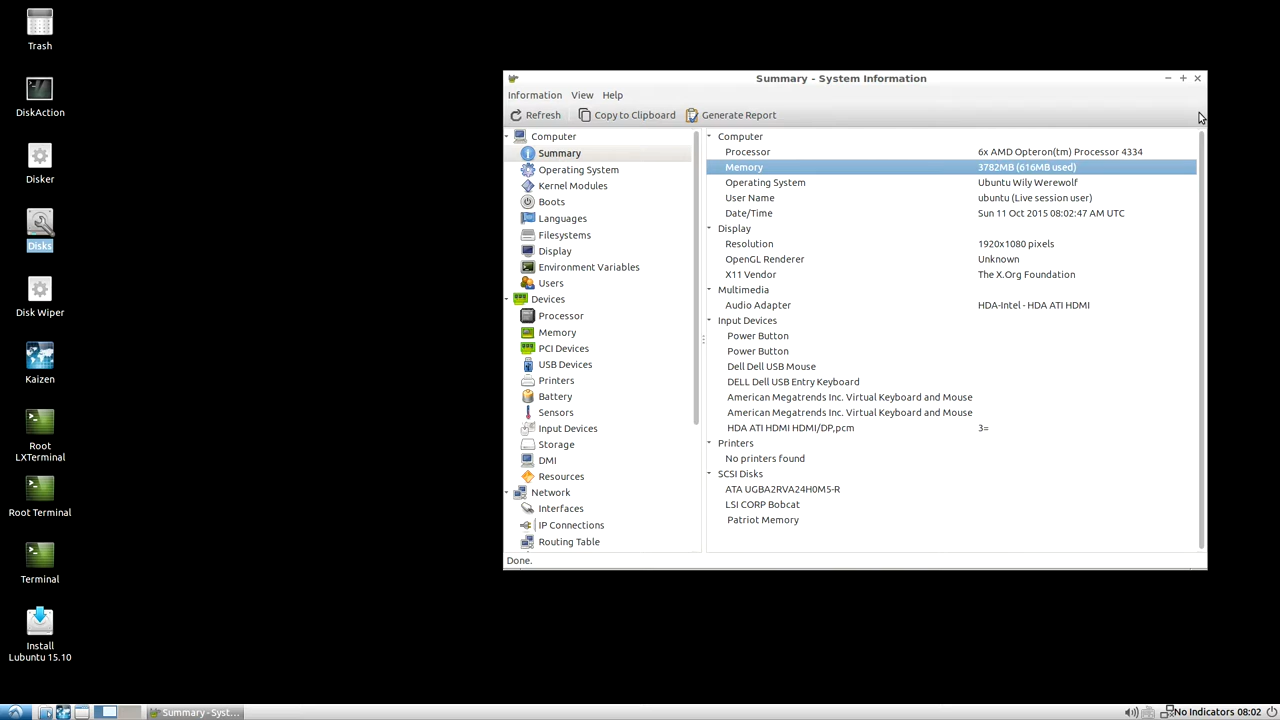 Trash
DiskAction
Disker
Disks
Disk Wiper
Kaizen
Root
LXTerminal
Root Terminal
Terminal
Install
Lubuntu 15.10
Summary - System Information
Information View Help
Refresh Copy to Clipboard Generate Report
Computer
Summary
Operating System
Kernel Modules
Boots
Languages
Filesystems
Display
Environment Variables
Users
Devices
Processor
Memory
PCI Devices
USB Devices
Printers
Battery
Sensors
Input Devices
Storage
DMI
Resources
Network
Interfaces
IP Connections
Routing Table
Computer
Processor 6x AMD Opteron(tm) Processor 4334
Memory 3782MB (616MB used)
Operating System Ubuntu Wily Werewolf
User Name ubuntu (Live session user)
Date/Time Sun 11 Oct 2015 08:02:47 AM UTC
Display
Resolution 1920x1080 pixels
OpenGL Renderer Unknown
X11 Vendor The X.Org Foundation
Multimedia
Audio Adapter HDA-Intel - HDA ATI HDMI
Input Devices
Power Button
Power Button
Dell Dell USB Mouse
DELL Dell USB Entry Keyboard
American Megatrends Inc. Virtual Keyboard and Mouse
American Megatrends Inc. Virtual Keyboard and Mouse
HDA ATI HDMI HDMI/DP,pcm 3=
Printers
No printers found
SCSI Disks
ATA UGBA2RVA24H0M5-R
LSI CORP Bobcat
Patriot Memory
Done.
Summary - Syst...
No Indicators 08:02